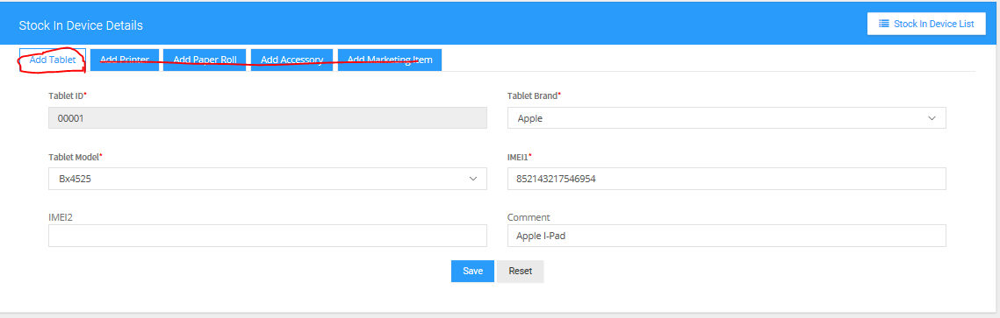 Stock In Device Details
Stock In Device List
Add Tablet Add Printer Add Paper Roll Add Accessory Add Marketing Item
Tablet ID* Tablet Brand*
00001 Apple
Tablet Model* IMEI1*
Bx4525 852143217546954
IMEI2 Comment
Apple I-Pad
Save Reset